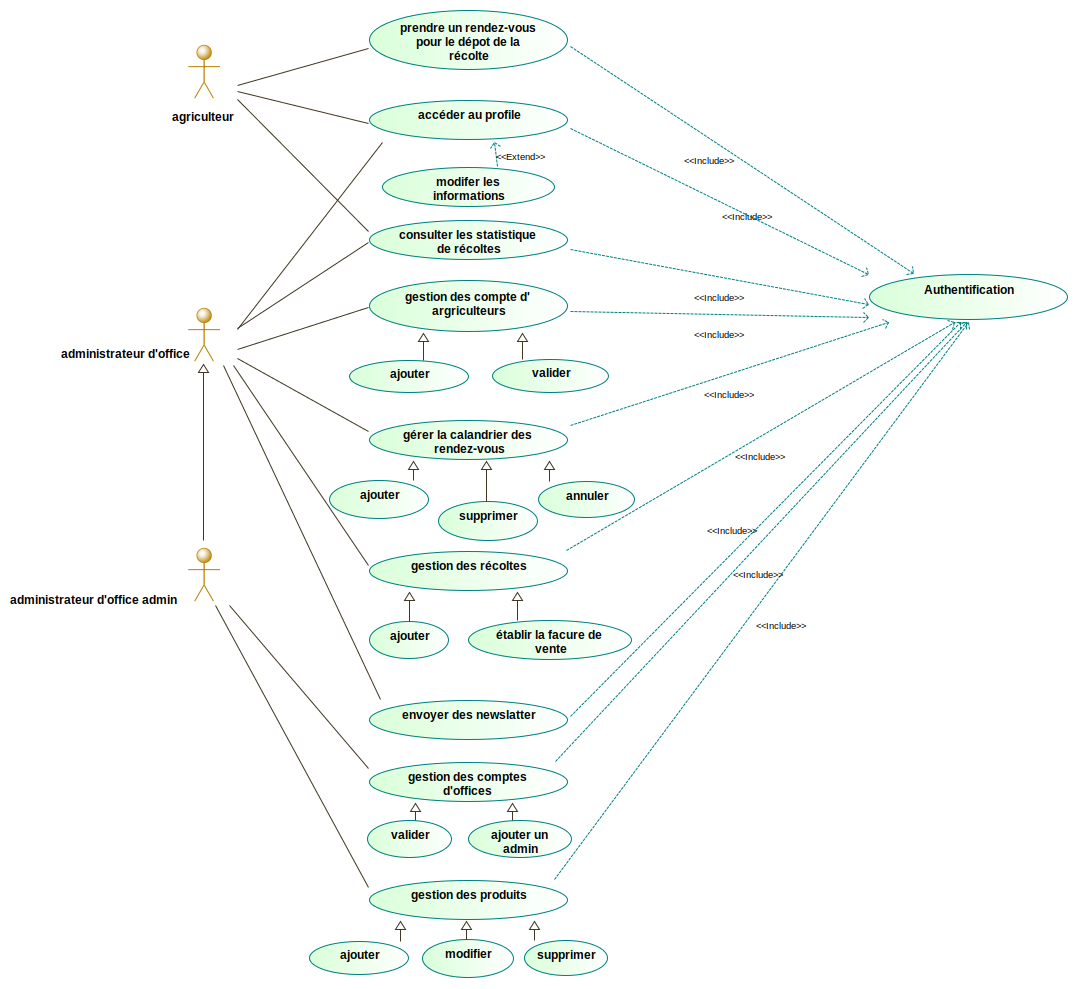 prendre un rendez-vous
pour le dépot de la
récolte
agriculteur
accéder au profile
<<Extend>>
<<Include>>
modifer les
informations
<<Include>>
consulter les statistique
de récoltes
Authentification
gestion des compte d'
argriculteurs
<<Include>>
<<Include>>
administrateur d'office
ajouter
valider
<<Include>>
gérer la calandrier des
rendez-vous
<<Include>>
ajouter
annuler
supprimer
<<Include>>
gestion des récoltes
<<Include>>
administrateur d'office admin
ajouter
établir la facure de
vente
<<Include>>
envoyer des newslatter
gestion des comptes
d'offices
valider
ajouter un
admin
gestion des produits
ajouter
modifier
supprimer